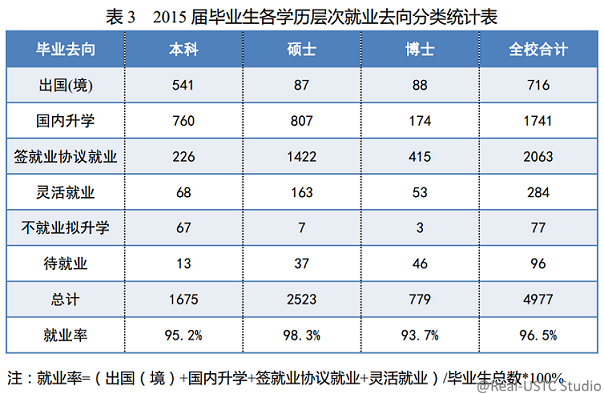 表 3 2015 届毕业生各学历层次就业去向分类统计表
毕业去向 本科 硕士 博士 全校合计
出国(境) 541 87 88 716
国内升学 760 807 174 1741
签就业协议就业 226 1422 415 2063
灵活就业 68 163 53 284
不就业拟升学 67 7 3 77
待就业 13 37 46 96
总计 1675 2523 779 4977
就业率 95.2% 98.3% 93.7% 96.5%
注：就业率=（出国（境）+国内升学+签就业协议就业+灵活就业）/毕业生总数*100%
@Real-USTC Studio